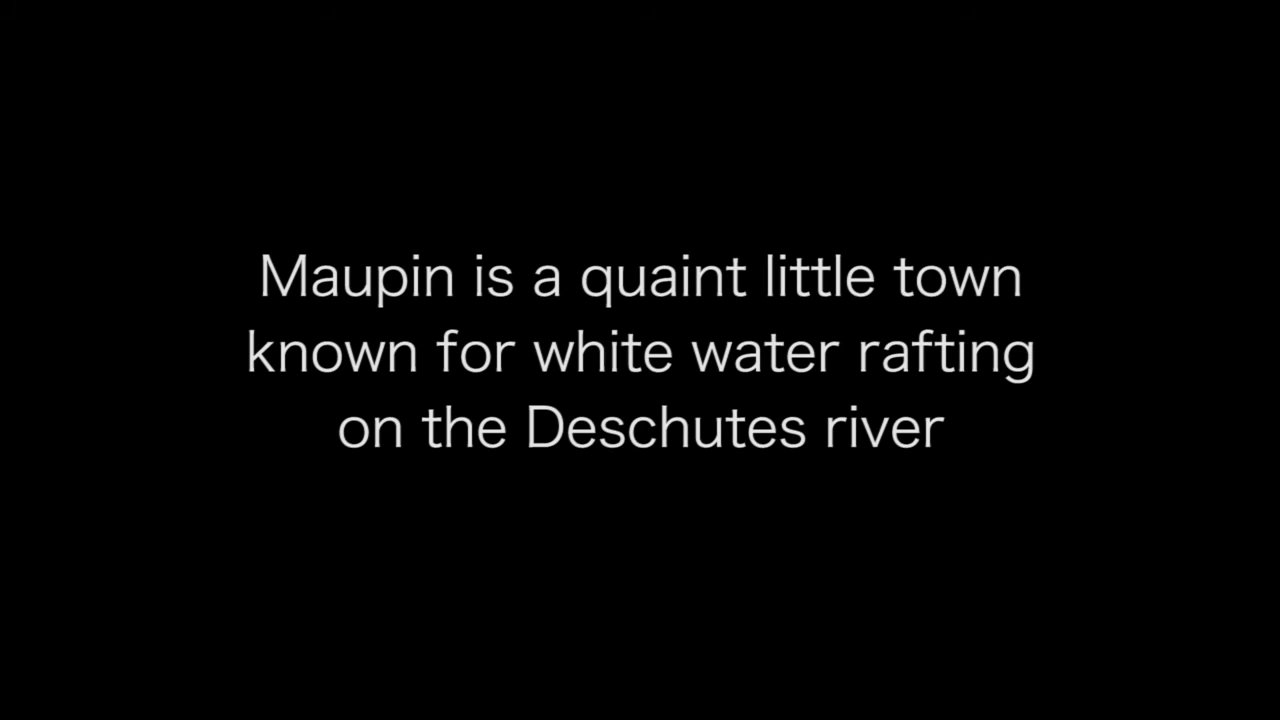 Maupin is a quaint little town
known for white water rafting
on the Deschutes river